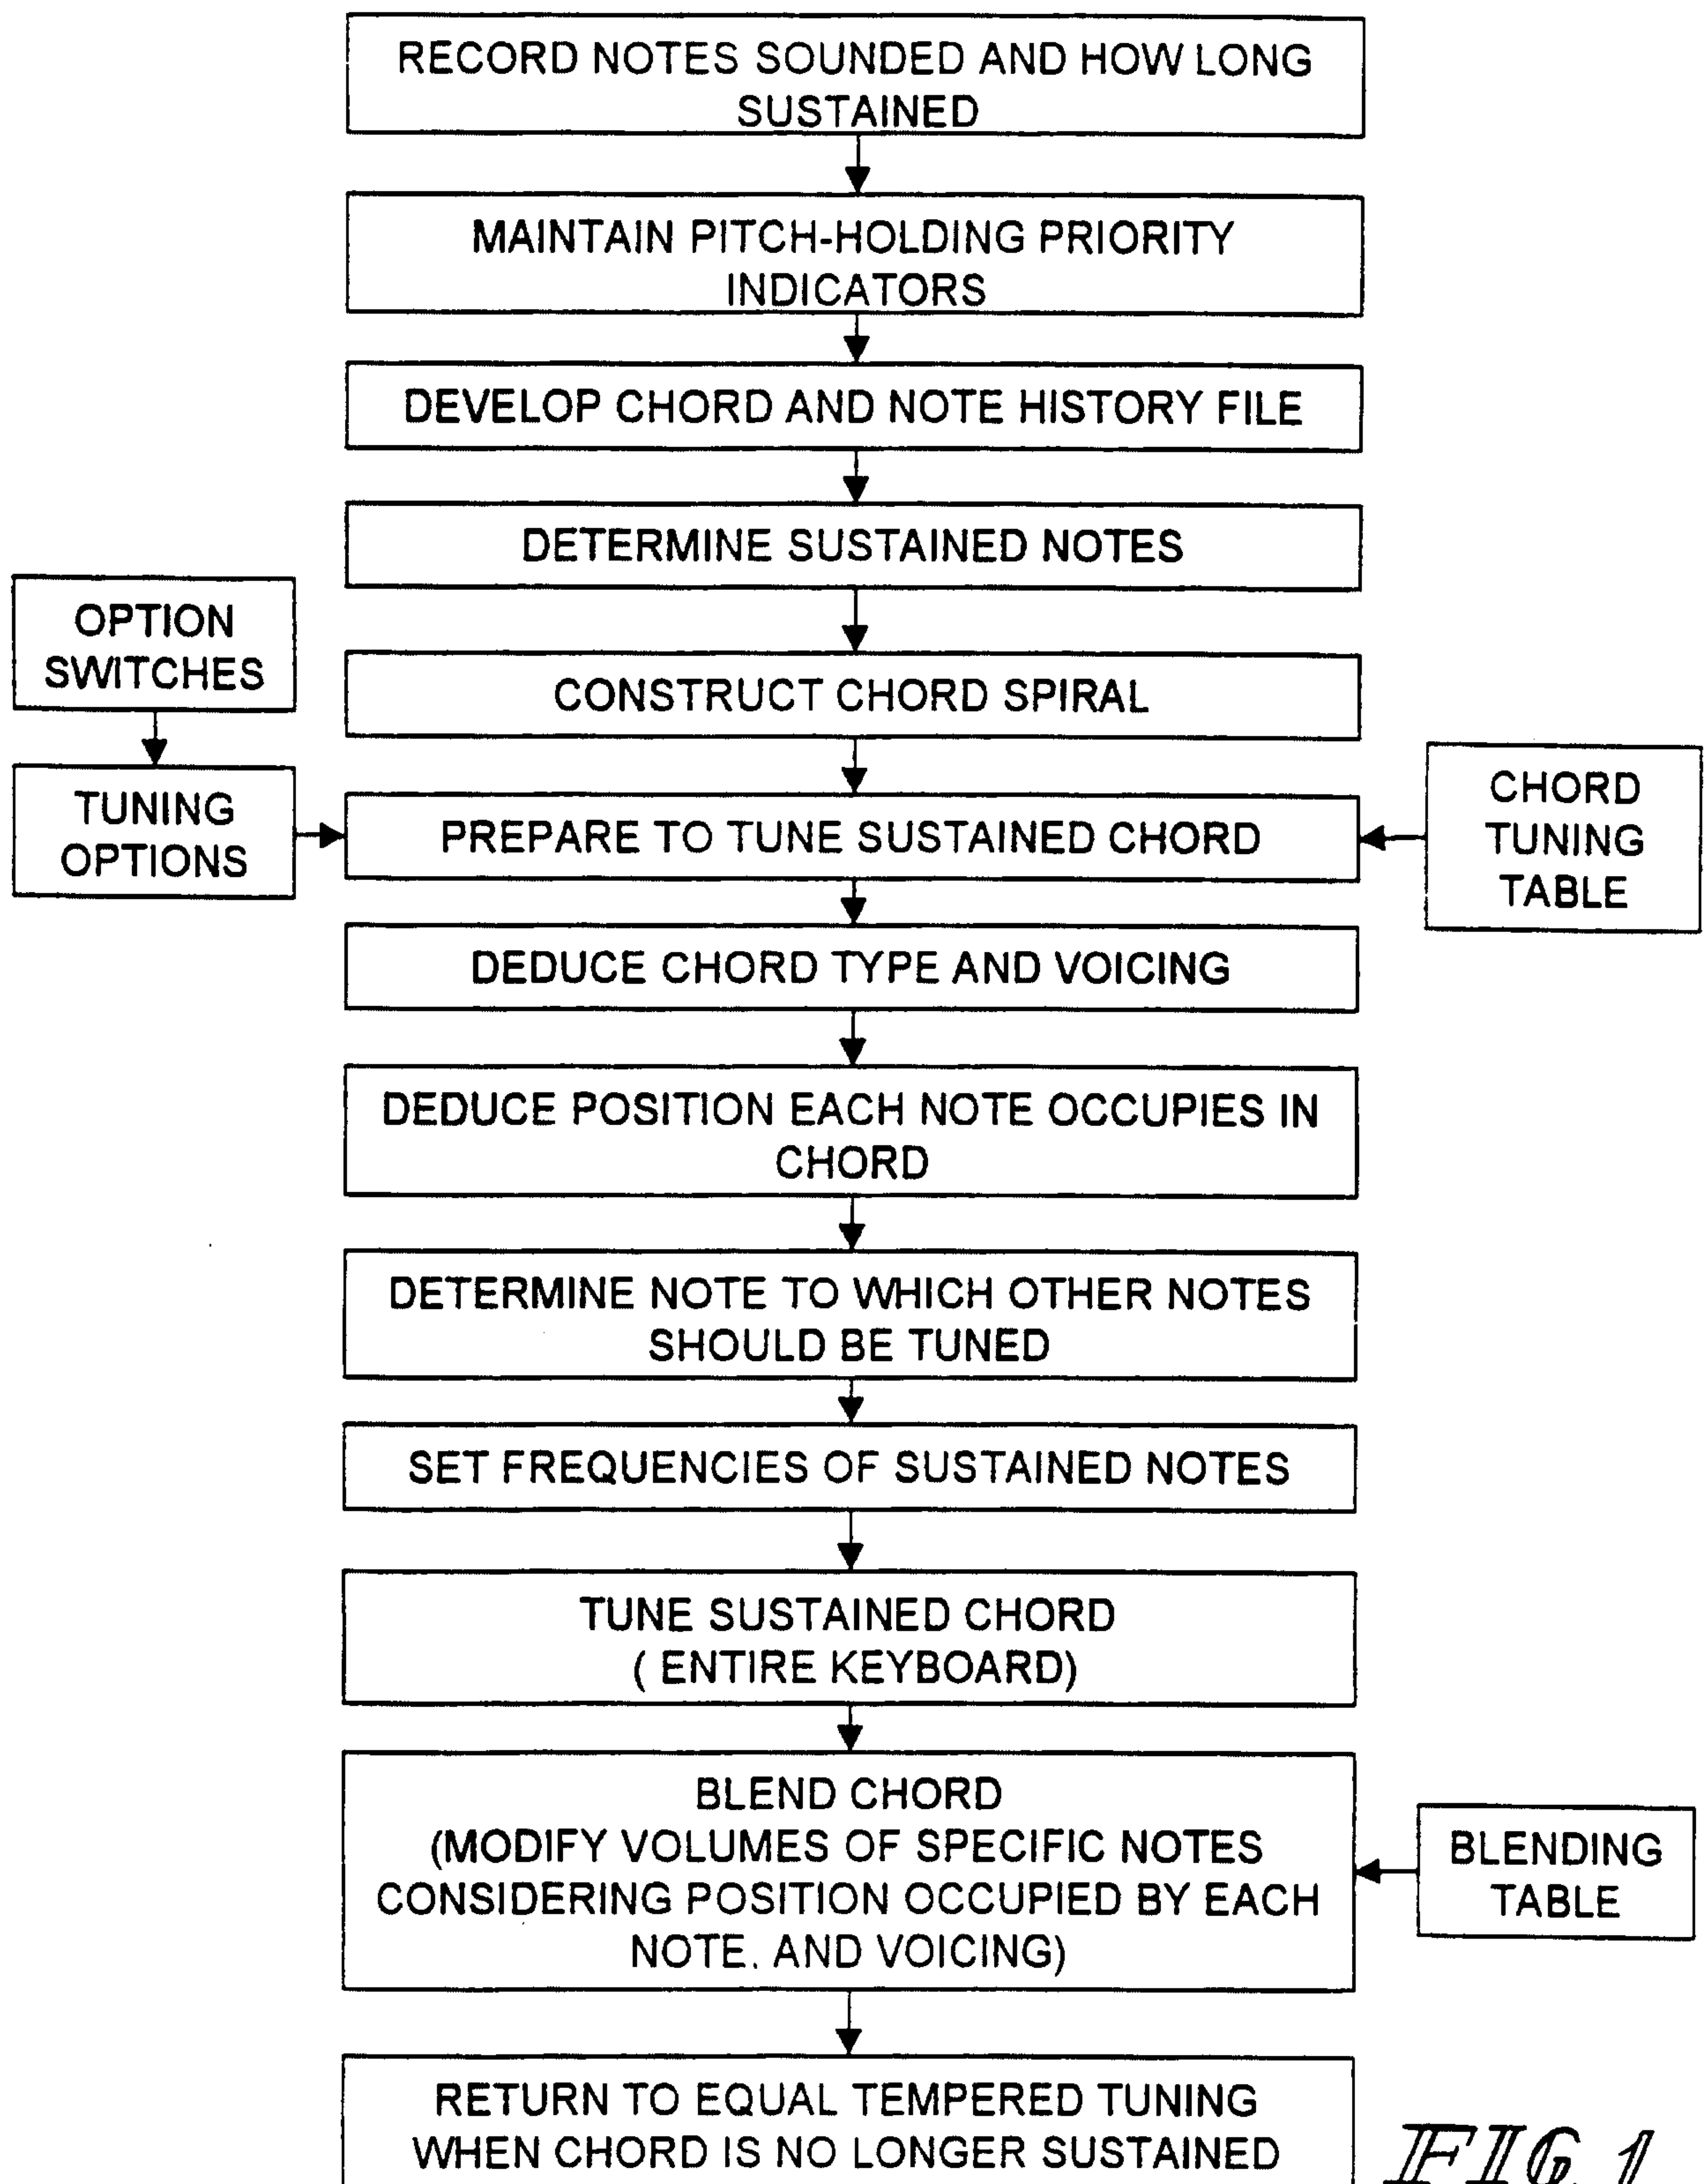 RECORD NOTES SOUNDED AND HOW LONG
SUSTAINED
MAINTAIN PITCH-HOLDING PRIORITY
INDICATORS
DEVELOP CHORD AND NOTE HISTORY FILE
DETERMINE SUSTAINED NOTES
OPTION
SWITCHES
CONSTRUCT CHORD SPIRAL
TUNING
OPTIONS
PREPARE TO TUNE SUSTAINED CHORD
CHORD
TUNING
TABLE
DEDUCE CHORD TYPE AND VOICING
DEDUCE POSITION EACH NOTE OCCUPIES IN
CHORD
DETERMINE NOTE TO WHICH OTHER NOTES
SHOULD BE TUNED
SET FREQUENCIES OF SUSTAINED NOTES
TUNE SUSTAINED CHORD
( ENTIRE KEYBOARD)
BLEND CHORD
(MODIFY VOLUMES OF SPECIFIC NOTES
CONSIDERING POSITION OCCUPIED BY EACH
NOTE, AND VOICING)
BLENDING
TABLE
RETURN TO EQUAL TEMPERED TUNING
WHEN CHORD IS NO LONGER SUSTAINED
FIG. 1